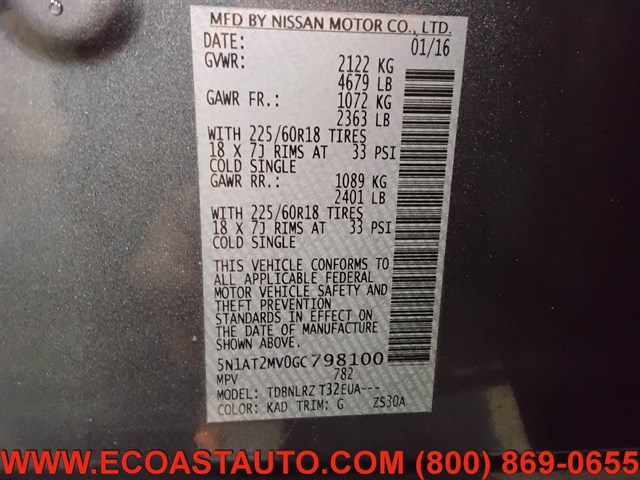 MFD BY NISSAN MOTOR CO., LTD.
DATE: 01/16
GVWR: 2122 KG
4679 LB
GAWR FR.: 1072 KG
2363 LB
WITH 225/60R18 TIRES
18 X 7J RIMS AT 33 PSI
COLD SINGLE
GAWR RR.: 1089 KG
2401 LB
WITH 225/60R18 TIRES
18 X 7J RIMS AT 33 PSI
COLD SINGLE
THIS VEHICLE CONFORMS TO
ALL APPLICABLE FEDERAL
MOTOR VEHICLE SAFETY AND
THEFT PREVENTION
STANDARDS IN EFFECT ON
THE DATE OF MANUFACTURE
SHOWN ABOVE.
5N1AT2MV0GC798100
MPV 782
MODEL: TDBNLRZ T32EUA---
COLOR: KAD TRIM: G ZS30A
WWW.ECOASTAUTO.COM (800) 869-0655